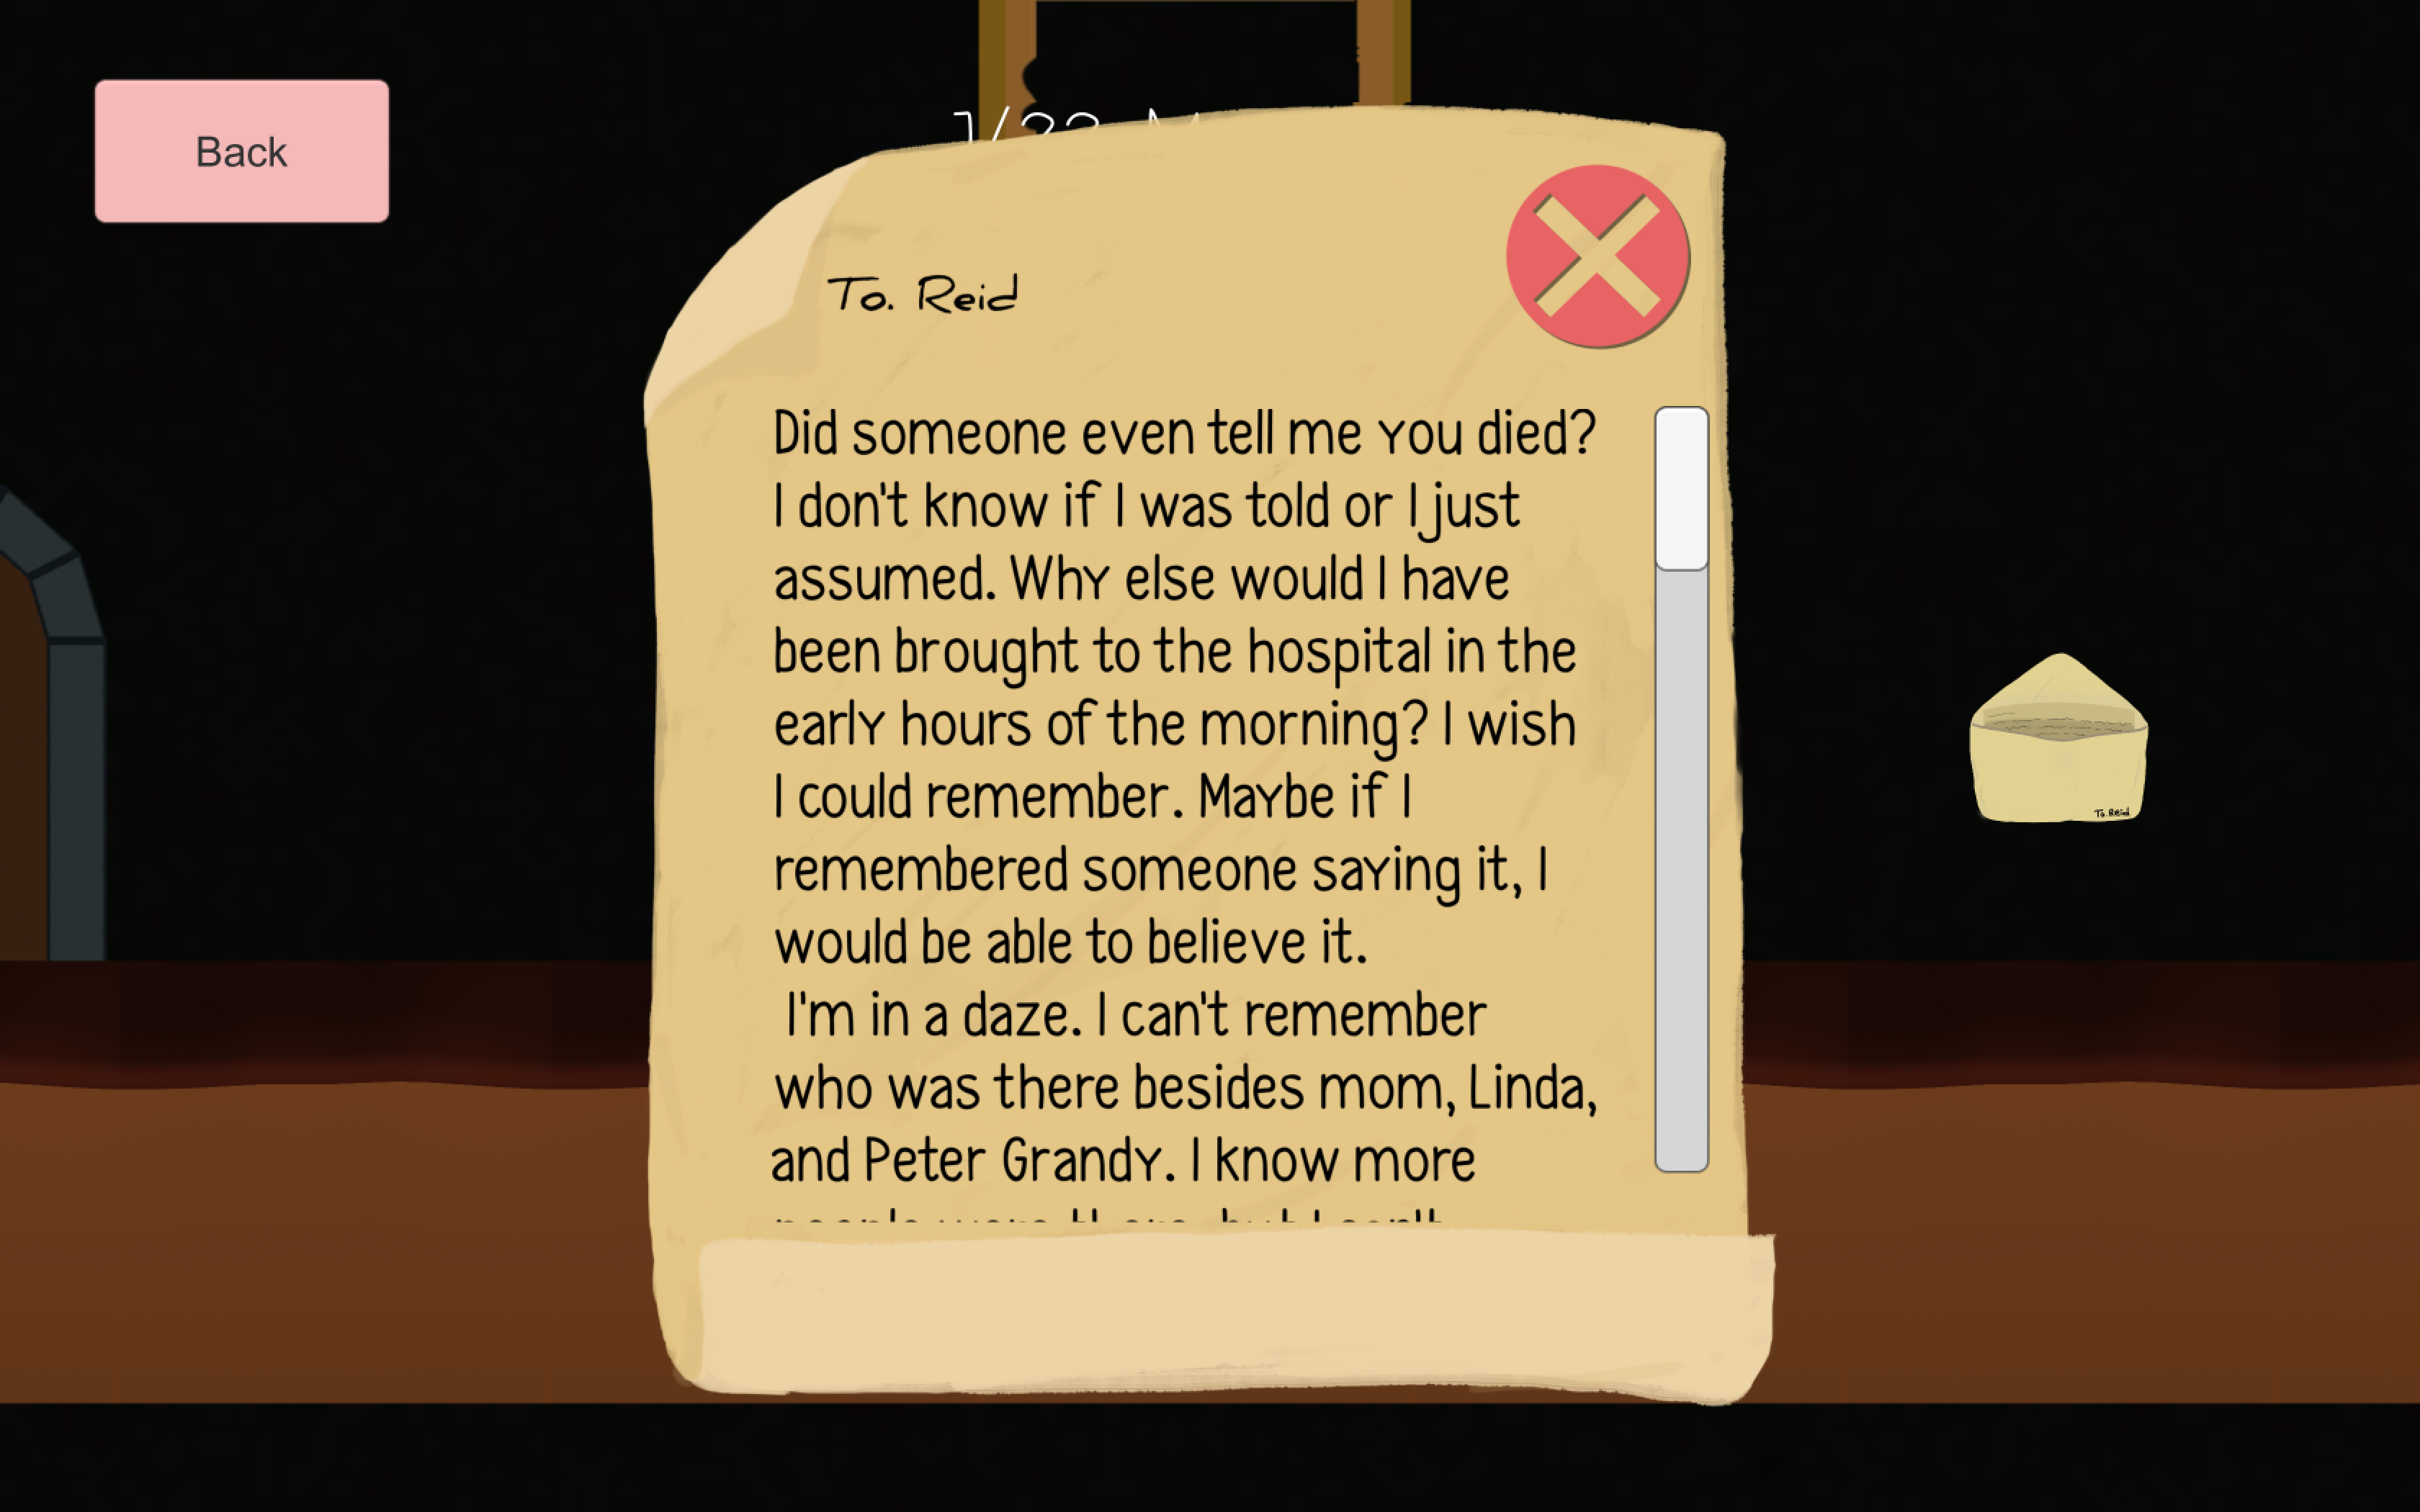 Back
To. Reid
Did someone even tell me you died?
I don't know if I was told or I just
assumed. Why else would I have
been brought to the hospital in the
early hours of the morning? I wish
I could remember. Maybe if I
remembered someone saying it, I
would be able to believe it.
I'm in a daze. I can't remember
who was there besides mom, Linda,
and Peter Grandy. I know more
To. Reid